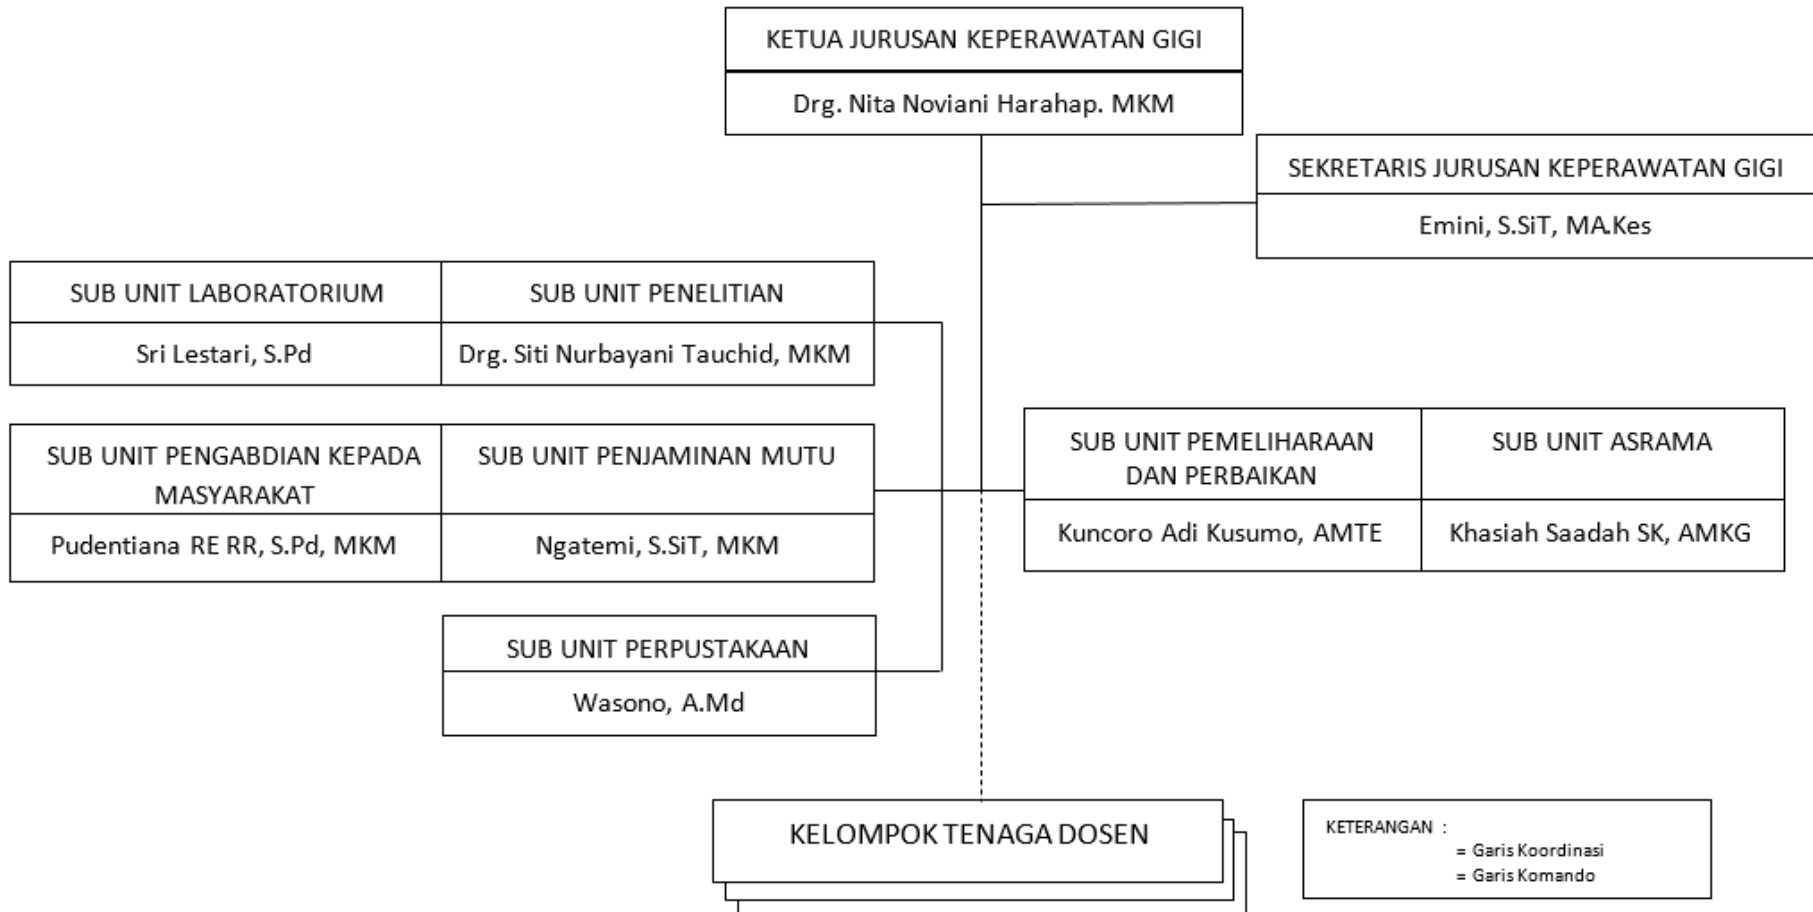 KETUA JURUSAN KEPERAWATAN GIGI
Drg. Nita Noviani Harahap. MKM
SEKRETARIS JURUSAN KEPERAWATAN GIGI
Emini, S.SiT, MA.Kes
SUB UNIT LABORATORIUM
Sri Lestari, S.Pd
SUB UNIT PENELITIAN
Drg. Siti Nurbayani Tauchid, MKM
SUB UNIT PENGABDIAN KEPADA
MASYARAKAT
Pudentiana RE RR, S.Pd, MKM
SUB UNIT PENJAMINAN MUTU
Ngatemi, S.SiT, MKM
SUB UNIT PEMELIHARAAN
DAN PERBAIKAN
Kuncoro Adi Kusumo, AMTE
SUB UNIT ASRAMA
Khasiah Saadah SK, AMKG
SUB UNIT PERPUSTAKAAN
Wasono, A.Md
KELOMPOK TENAGA DOSEN
KETERANGAN :
= Garis Koordinasi
= Garis Komando